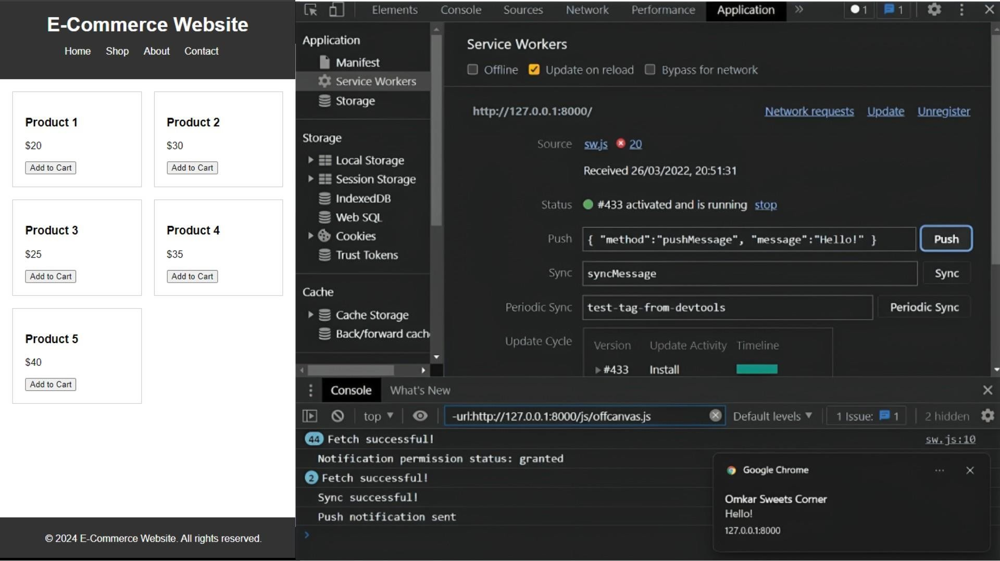 E-Commerce Website
Home Shop About Contact
Product 1
$20
Add to Cart
Product 2
$30
Add to Cart
Product 3
$25
Add to Cart
Product 4
$35
Add to Cart
Product 5
$40
Add to Cart
© 2024 E-Commerce Website. All rights reserved.
Elements Console Sources Network Performance Application » 1 1
Application
Manifest
Service Workers
Storage
Storage
Local Storage
Session Storage
IndexedDB
Web SQL
Cookies
Trust Tokens
Cache
Cache Storage
Back/forward cach
Service Workers
Offline Update on reload Bypass for network
http://127.0.0.1:8000/ Network requests Update Unregister
Source sw.js 20
Received 26/03/2022, 20:51:31
Status #433 activated and is running stop
Push { "method":"pushMessage", "message":"Hello!" } Push
Sync syncMessage Sync
Periodic Sync test-tag-from-devtools Periodic Sync
Update Cycle Version Update Activity Timeline
#433 Install
Console What's New
top -url:http://127.0.0.1:8000/js/offcanvas.js Default levels 1 Issue: 1 2 hidden
44 Fetch successful! sw.js:10
Notification permission status: granted
2 Fetch successful!
Sync successful!
Push notification sent
Google Chrome
Omkar Sweets Corner
Hello!
127.0.0.1:8000